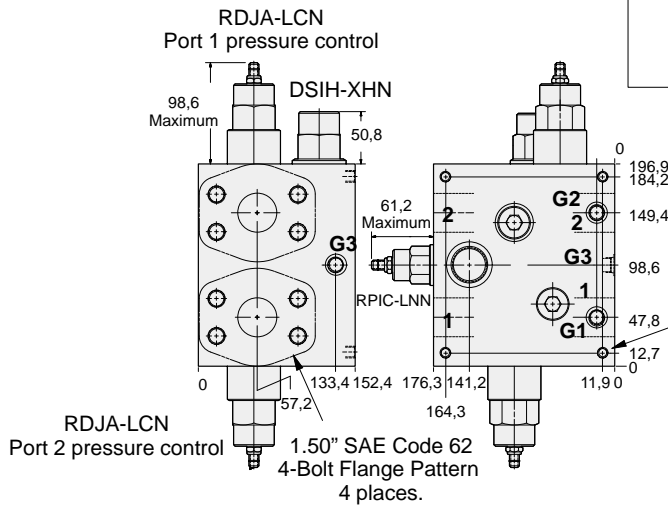 RDJA-LCN
Port 1 pressure control
98,6
Maximum
DSIH-XHN
50,8
G3
0
133,4
152,4
57,2
RDJA-LCN
Port 2 pressure control
1.50” SAE Code 62
4-Bolt Flange Pattern
4 places.
0
196,9
184,2
149,4
98,6
47,8
12,7
0
61,2
Maximum
RPIC-LNN
2
G2
2
G3
1
1
G1
176,3
141,2
11,9
0
164,3